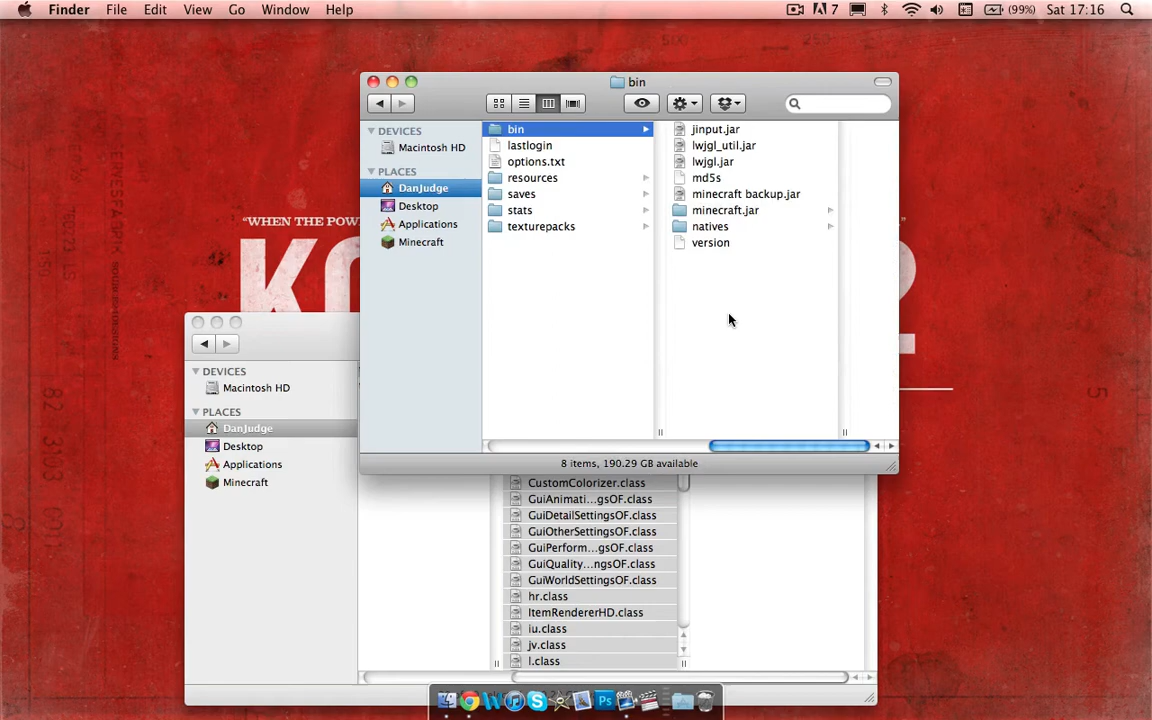 Finder File Edit View Go Window Help 7 (99%) Sat 17:16
bin
DEVICES
Macintosh HD
PLACES
DanJudge
Desktop
Applications
Minecraft
bin
lastlogin
options.txt
resources
saves
stats
texturepacks
jinput.jar
lwjgl_util.jar
lwjgl.jar
md5s
minecraft backup.jar
minecraft.jar
natives
version
8 items, 190.29 GB available
"WHEN THE POW
DEVICES
Macintosh HD
PLACES
DanJudge
Desktop
Applications
Minecraft
CustomColorizer.class
GuiAnimati...gsOF.class
GuiDetailSettingsOF.class
GuiOtherSettingsOF.class
GuiPerform...gsOF.class
GuiQuality...ngsOF.class
GuiWorldSettingsOF.class
hr.class
ItemRendererHD.class
iu.class
jv.class
l.class
Ps